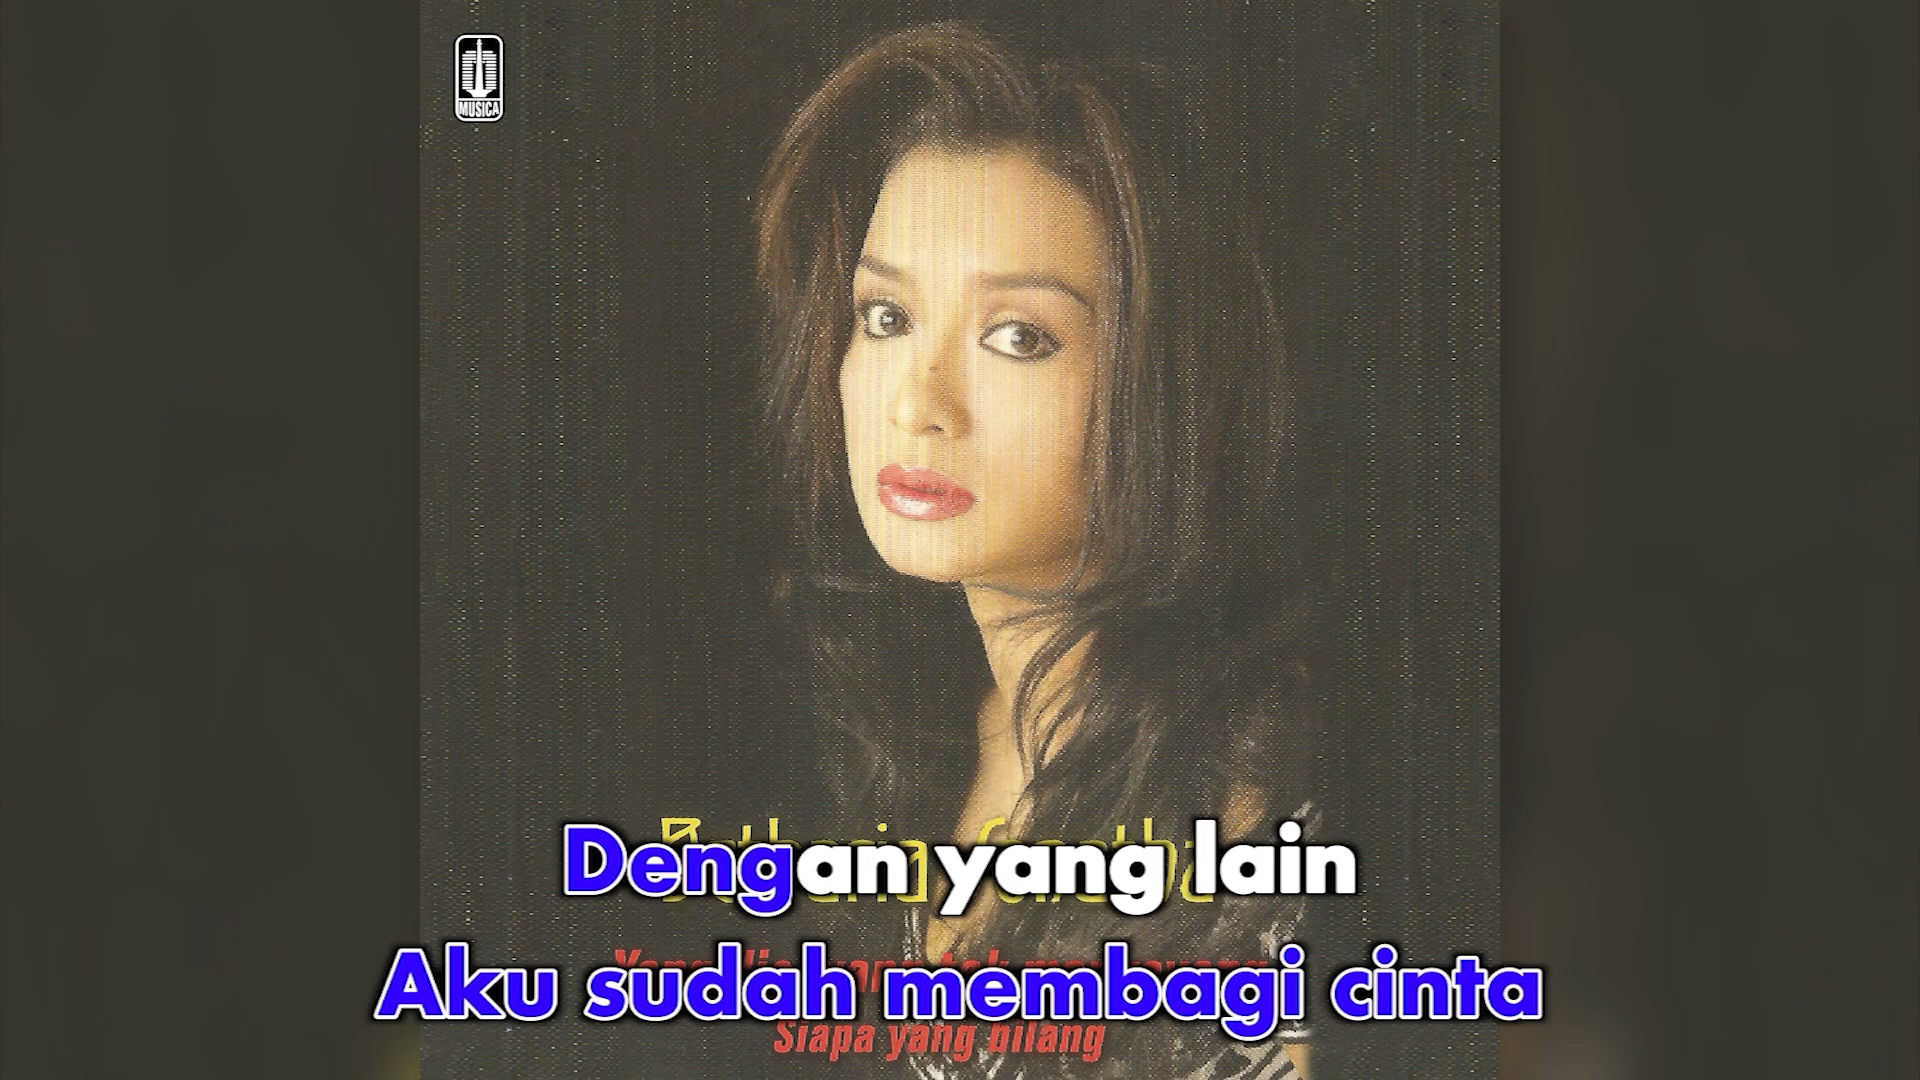 MUSICA
Dengan yang lain
Aku sudah membagi cinta
Siapa yang bilang